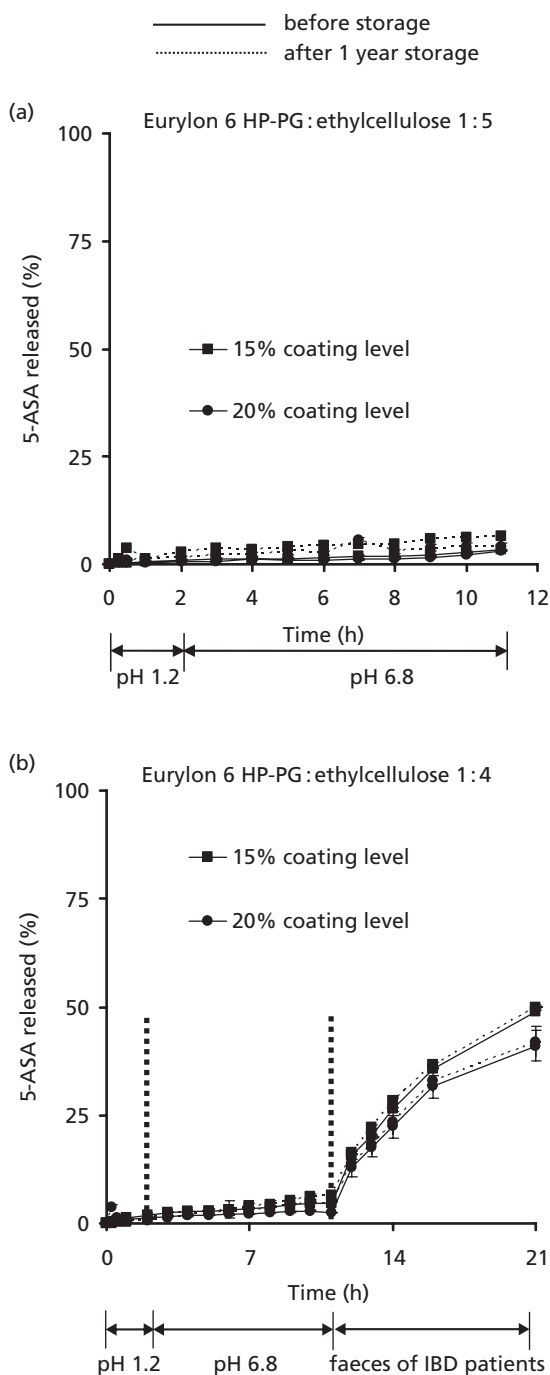 before storage
after 1 year storage
(a)
Eurylon 6 HP-PG : ethylcellulose 1 : 5
100
75
50
25
0
5-ASA released (%)
15% coating level
20% coating level
0 2 4 6 8 10 12
Time (h)
pH 1.2 pH 6.8
(b)
Eurylon 6 HP-PG : ethylcellulose 1 : 4
100
75
50
25
0
5-ASA released (%)
15% coating level
20% coating level
0 7 14 21
Time (h)
pH 1.2 pH 6.8 faeces of IBD patients